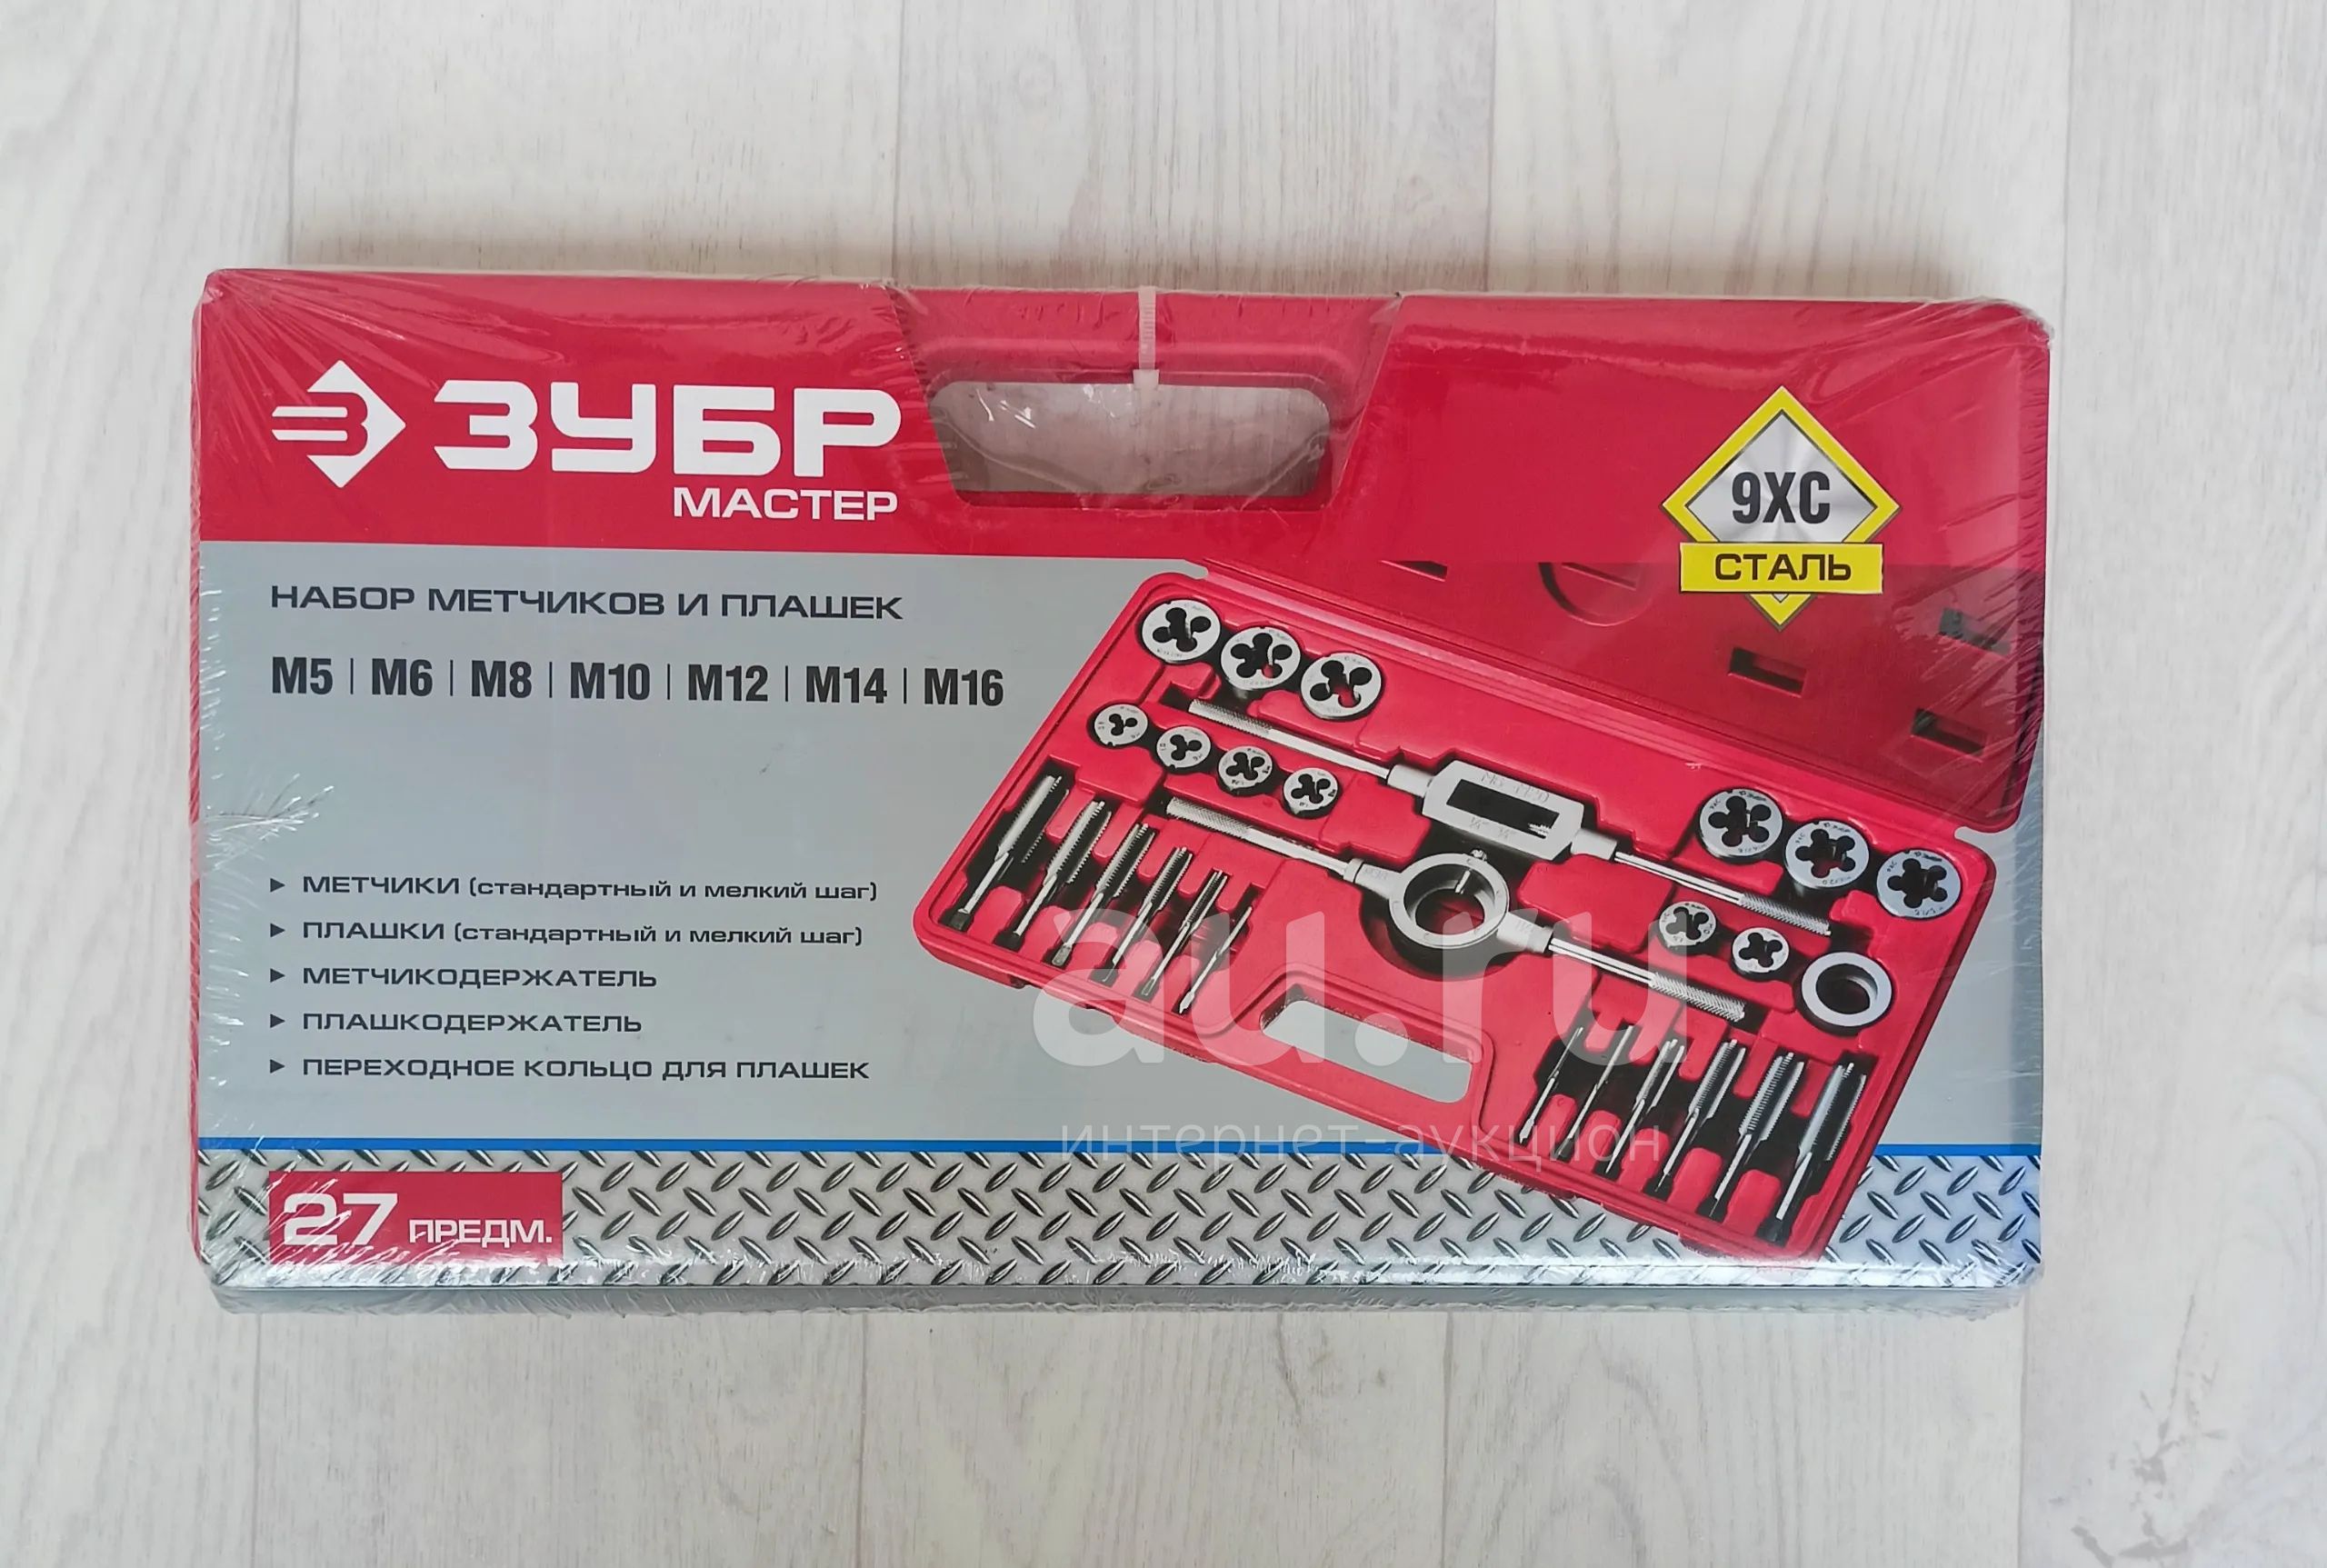 ЗУБР
МАСТЕР
9ХС
СТАЛЬ
НАБОР МЕТЧИКОВ И ПЛАШЕК
М5 | М6 | М8 | М10 | М12 | М14 | М16
МЕТЧИКИ (стандартный и мелкий шаг)
ПЛАШКИ (стандартный и мелкий шаг)
МЕТЧИКОДЕРЖАТЕЛЬ
ПЛАШКОДЕРЖАТЕЛЬ
ПЕРЕХОДНОЕ КОЛЬЦО ДЛЯ ПЛАШЕК
27 ПРЕДМ.
au.ru
интернет-аукцион